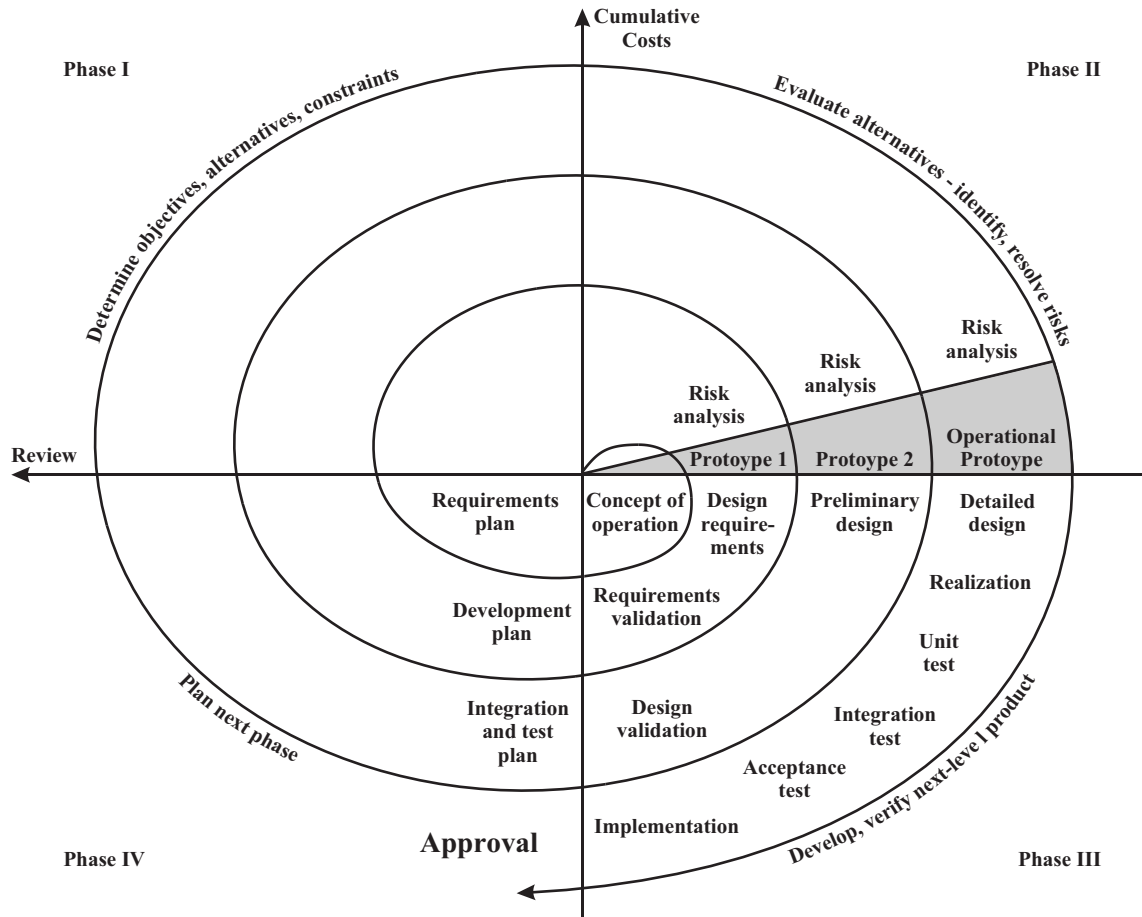 Cumulative
Costs
Phase I
Phase II
Determine objectives, alternatives, constraints
Evaluate alternatives - identify, resolve risks
Risk
analysis
Risk
analysis
Risk
analysis
Review
Protoype 1
Protoype 2
Operational
Protoype
Requirements
plan
Concept of
operation
Design
require-
ments
Preliminary
design
Detailed
design
Realization
Development
plan
Requirements
validation
Unit
test
Plan next phase
Integration
and test
plan
Design
validation
Integration
test
Acceptance
test
Develop, verify next-leve l product
Implementation
Approval
Phase IV
Phase III